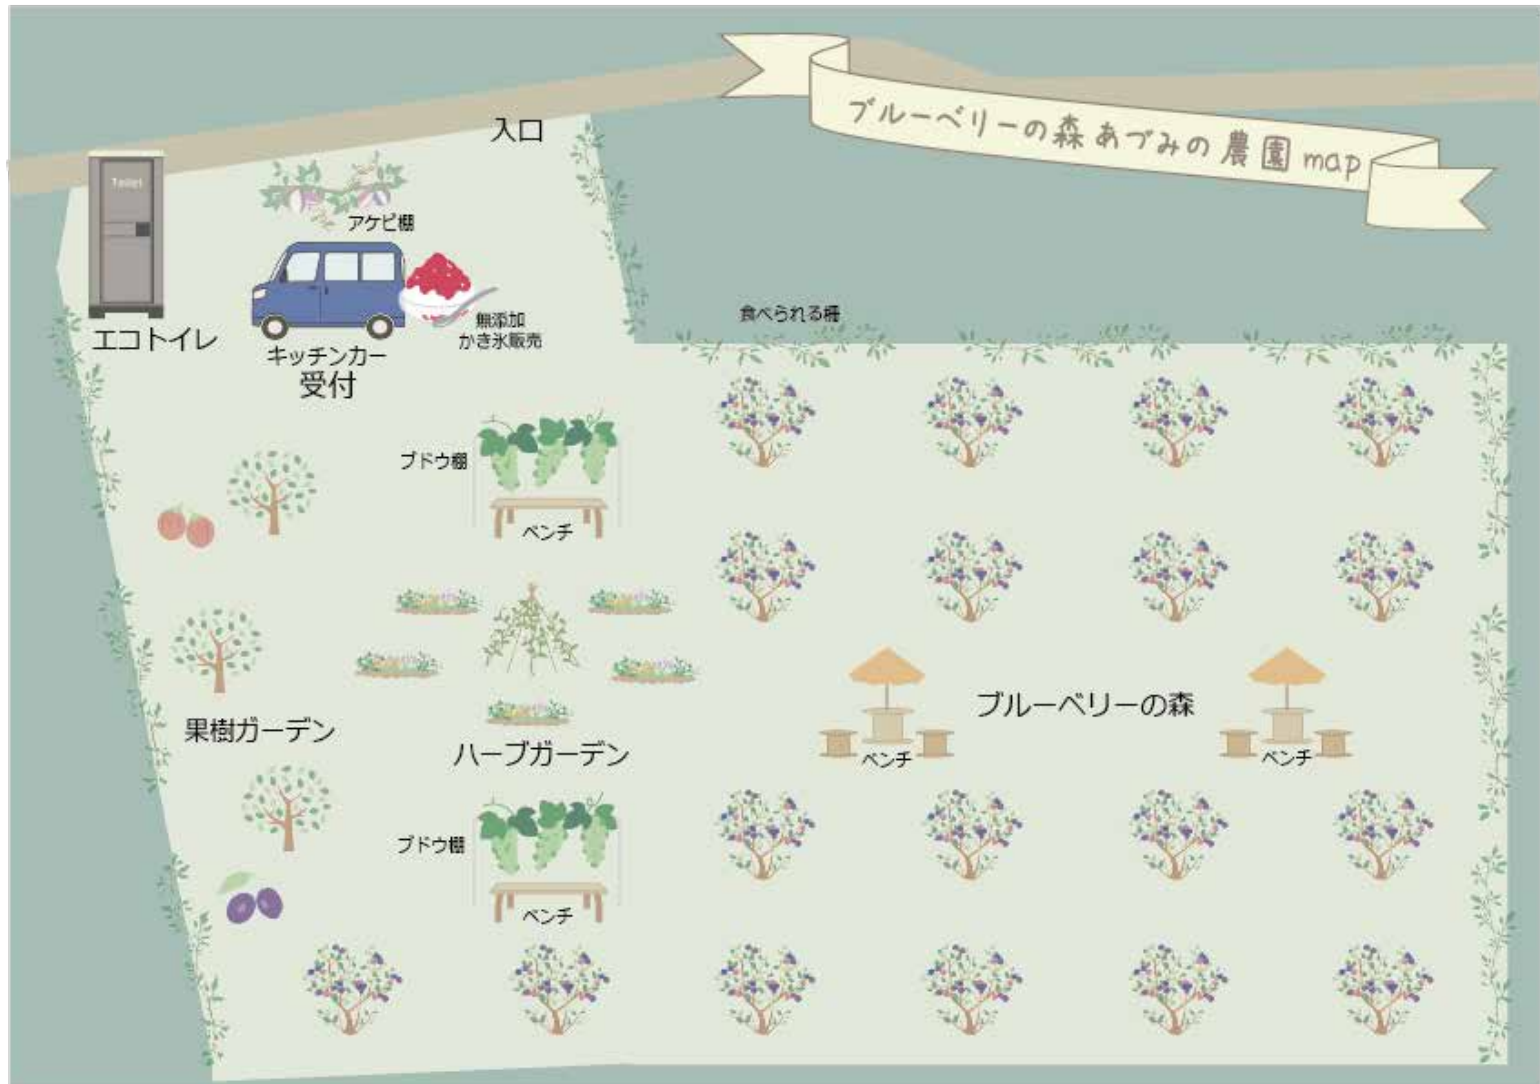 ブルーベリーの森 あづみの農園 map
入口
Toilet
アケビ棚
食べられる柵
無添加
かき氷販売
エコトイレ
キッチンカー
受付
ブドウ棚
ベンチ
ブルーベリーの森
果樹ガーデン
ハーブガーデン
ベンチ
ベンチ
ブドウ棚
ベンチ